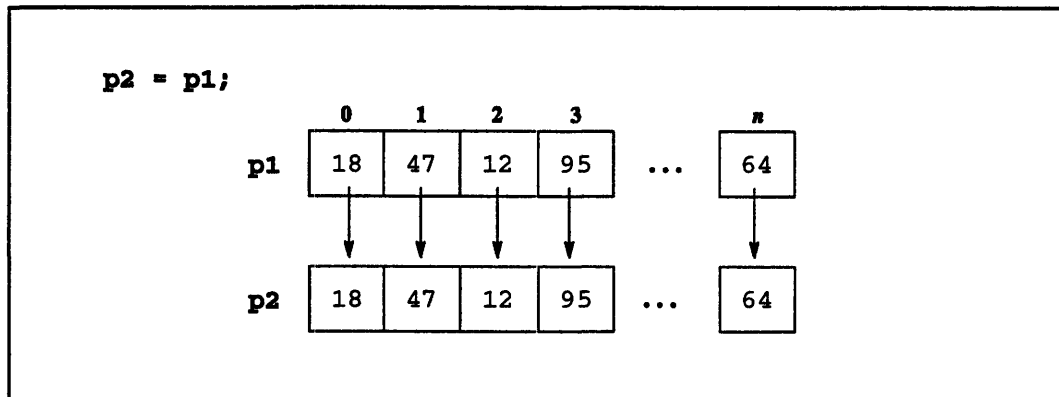 p2 = p1;
0 1 2 3 n
p1 18 47 12 95 ... 64
p2 18 47 12 95 ... 64